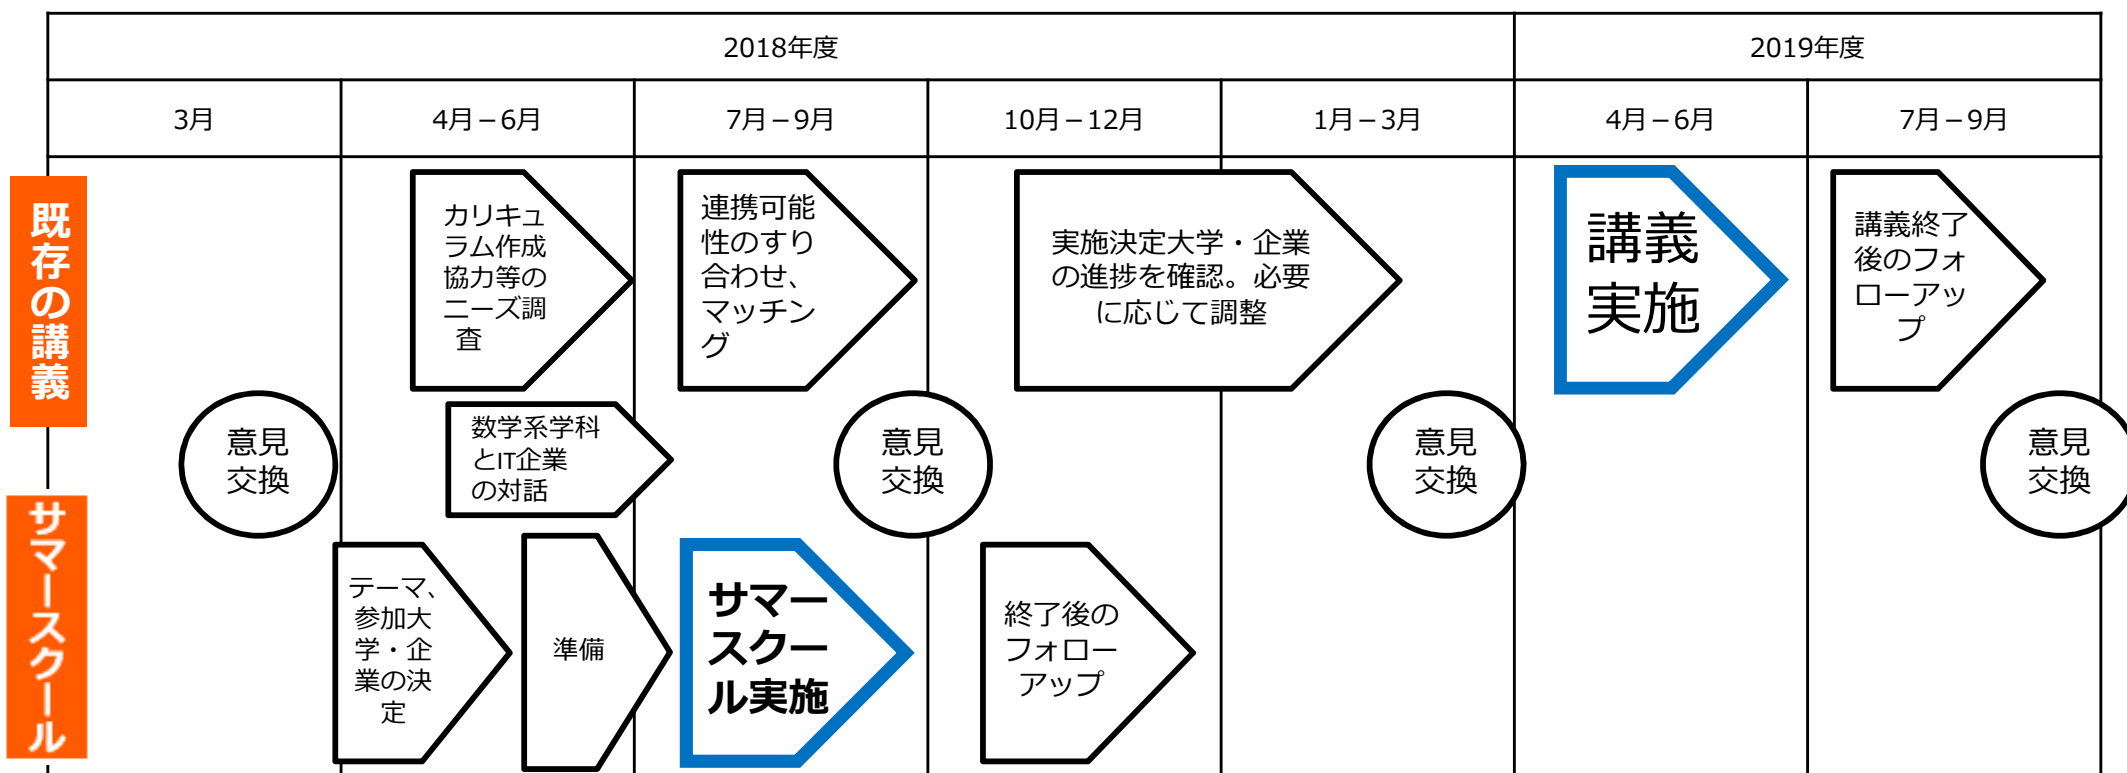 2018年度
2019年度
3月
4月－6月
7月－9月
10月－12月
1月－3月
4月－6月
7月－9月
既存の講義
カリキュ
ラム作成
協力等の
ニーズ調
査
連携可能
性のすり
合わせ、
マッチン
グ
実施決定大学・企業
の進捗を確認。必要
に応じて調整
講義
実施
講義終了
後のフォ
ローアッ
プ
意見
交換
数学系学科
とIT企業
の対話
意見
交換
意見
交換
意見
交換
サマースクール
テーマ、
参加大
学・企
業の決
定
準備
サマー
スクー
ル実施
終了後の
フォロー
アップ